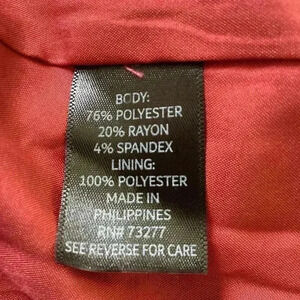 BODY:
76% POLYESTER
20% RAYON
4% SPANDEX
LINING:
100% POLYESTER
MADE IN
PHILIPPINES
RN# 73277
SEE REVERSE FOR CARE